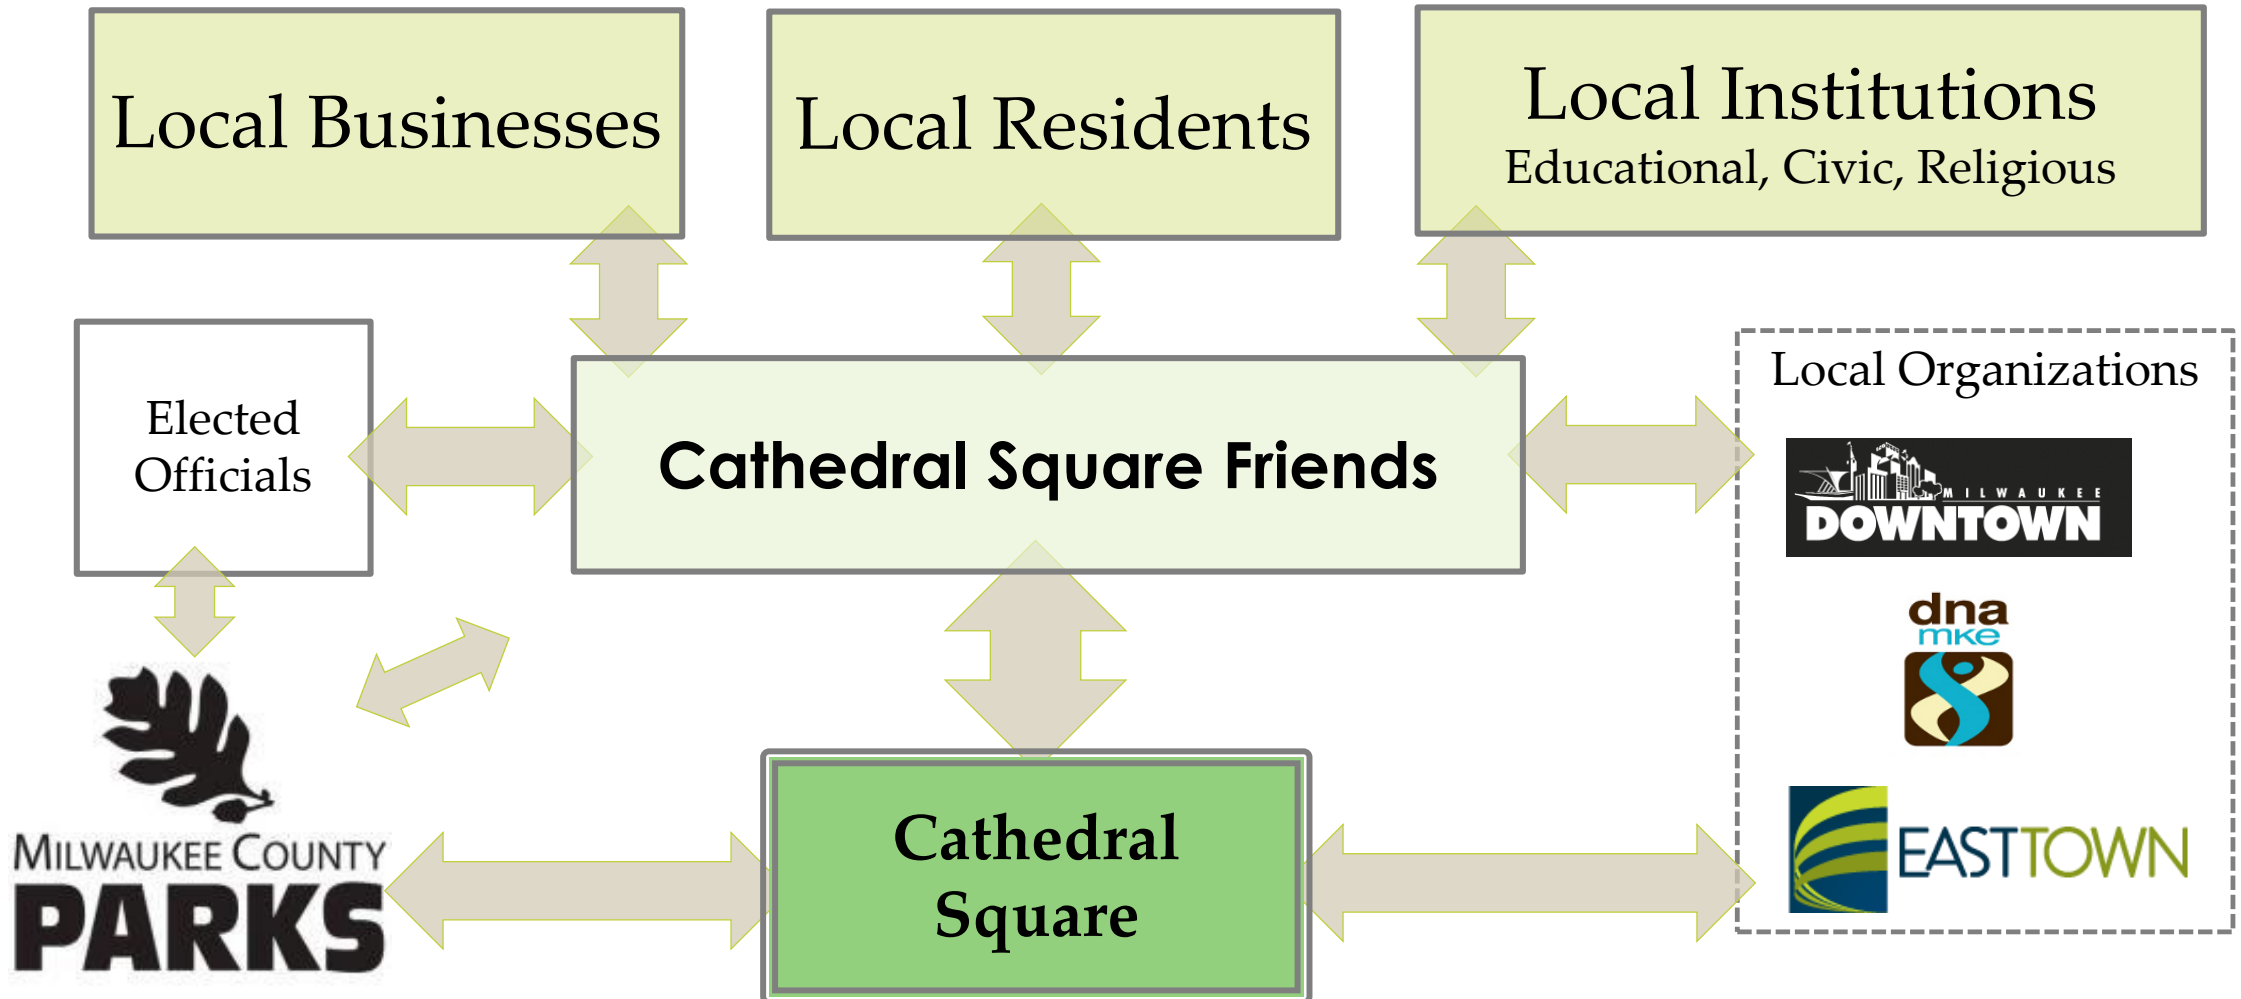 Local Businesses
Local Residents
Local Institutions
Educational, Civic, Religious
Elected
Officials
Cathedral Square Friends
Local Organizations
MILWAUKEE
DOWNTOWN
dna
mke
EASTTOWN
MILWAUKEE COUNTY
PARKS
Cathedral
Square